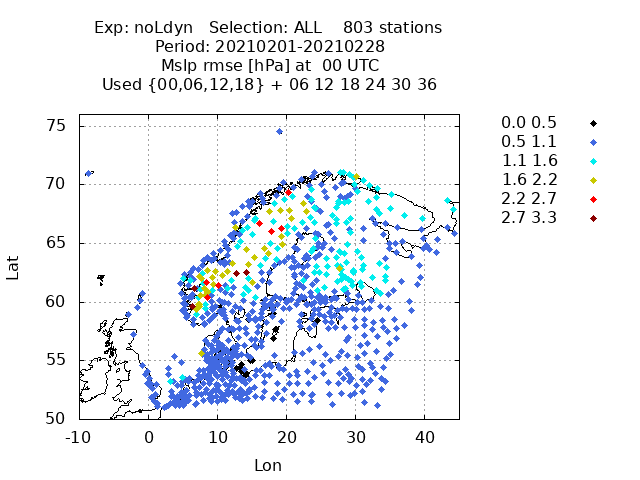 Exp: noLdyn   Selection: ALL    803 stations
Period: 20210201-20210228
Mslp rmse [hPa] at  00 UTC
Used {00,06,12,18} + 06 12 18 24 30 36
0.0 0.5
0.5 1.1
1.1 1.6
1.6 2.2
2.2 2.7
2.7 3.3
75
70
65
60
55
50
Lat
-10 0 10 20 30 40
Lon